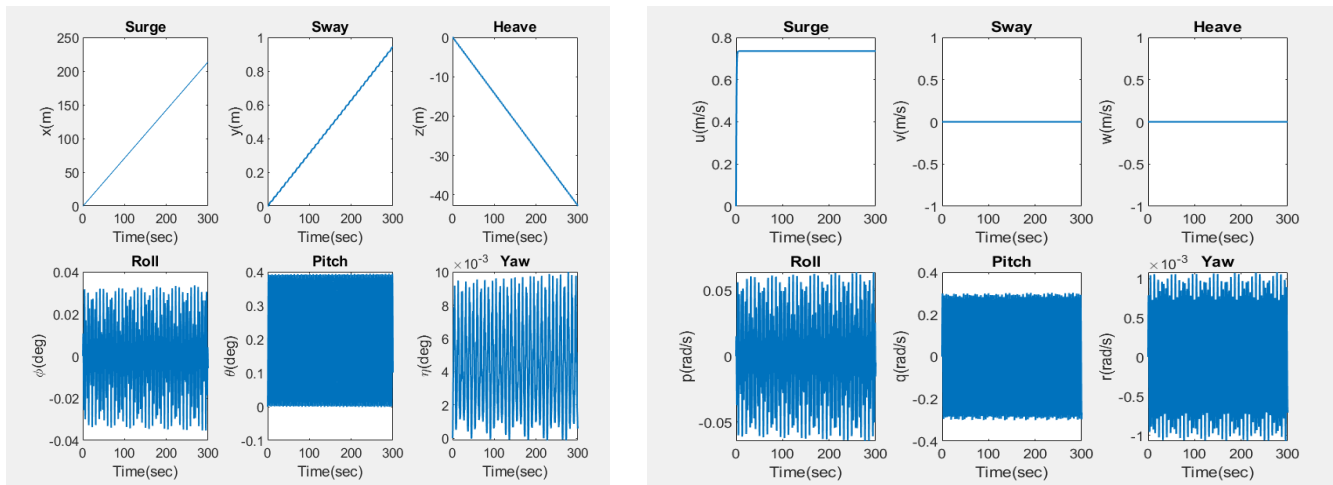 Surge
250
200
150
100
50
0
x(m)
0 100 200 300
Time(sec)
Sway
1
0.8
0.6
0.4
0.2
0
y(m)
0 100 200 300
Time(sec)
Heave
0
-10
-20
-30
-40
z(m)
0 100 200 300
Time(sec)
Roll
0.04
0.02
0
-0.02
-0.04
ϕ(deg)
0 100 200 300
Time(sec)
Pitch
0.4
0.3
0.2
0.1
0
-0.1
θ(deg)
0 100 200 300
Time(sec)
Yaw
×10⁻³
10
8
6
4
2
0
η(deg)
0 100 200 300
Time(sec)
Surge
0.8
0.6
0.4
0.2
0
u(m/s)
0 100 200 300
Time(sec)
Sway
1
0.5
0
-0.5
-1
v(m/s)
0 100 200 300
Time(sec)
Heave
1
0.5
0
-0.5
-1
w(m/s)
0 100 200 300
Time(sec)
Roll
0.05
0
-0.05
p(rad/s)
0 100 200 300
Time(sec)
Pitch
0.4
0.2
0
-0.2
-0.4
q(rad/s)
0 100 200 300
Time(sec)
Yaw
×10⁻³
1
0.5
0
-0.5
-1
r(rad/s)
0 100 200 300
Time(sec)